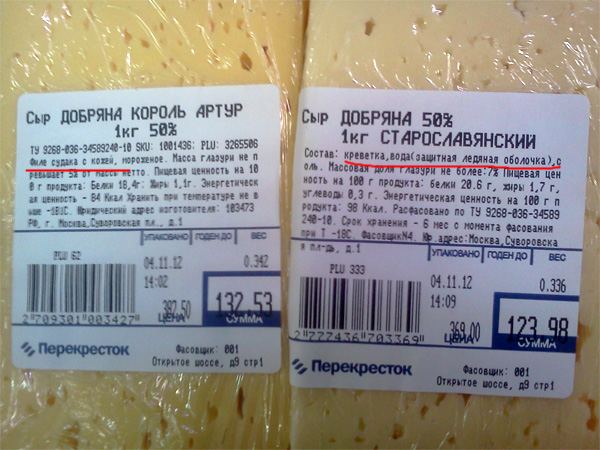 Сыр ДОБРЯНА КОРОЛЬ АРТУР
1кг 50%
ТУ 9268-036-34589240-10 SKU: 1001436; PLU: 3265506
Филе судака с кожей, мороженое. Масса глазури не п
ревышает 5% от массы нетто. Пищевая ценность на 10
0 г продукта: Белки 18,4г; Жиры 1,1г. Энергетическ
ая ценность - 84 Ккал Хранить при температуре не в
ыше -18С. Юридический адрес изготовителя: 103473
РФ, г. Москва,Суворовская пл., д.1
УПАКОВАНО ГОДЕН ДО ВЕС
PLU 62
04.11.12 0.342
14:02
387,50 132,53
ЦЕНА СУММА
2 709301 003427
Перекресток
Фасовщик: 001
Открытое шоссе, д9 стр1
Сыр ДОБРЯНА 50%
1кг СТАРОСЛАВЯНСКИЙ
Состав: креветка,вода(защитная ледяная оболочка),с
оль. Массовая доля глазури не более:7% Пищевая цен
ность на 100 г продукта: белки 20.6 г, жиры 1,7 г,
углеводы 0,3 г. Энергетическая ценность на 100 г п
родукта: 98 Ккал. Расфасовано по ТУ 9268-036-34589
240-10. Срок хранения - 6 мес с момента фасования
при Т -18С. Фасовщик№4. Юр.адрес:Москва,Суворовска
я пл-дь, д.1
УПАКОВАНО ГОДЕН ДО ВЕС
PLU 333
04.11.12 0.336
14:09
369,00 123,98
ЦЕНА СУММА
2 777436 703369
Перекресток
Фасовщик: 001
Открытое шоссе, д9 стр1